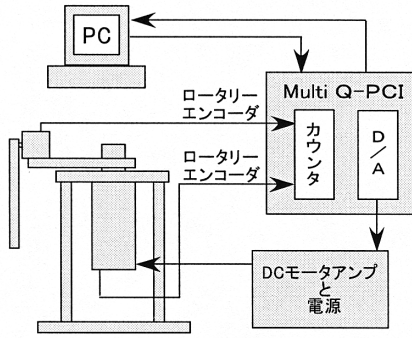 PC
Multi Q-PCI
ロータリー
エンコーダ
カウンタ
D/A
ロータリー
エンコーダ
DCモータアンプ
と
電源